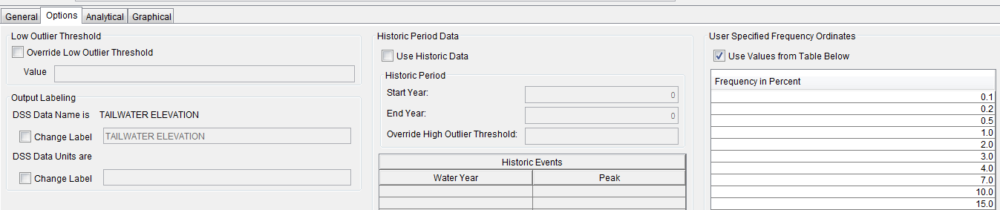 General Options Analytical Graphical
Low Outlier Threshold
Override Low Outlier Threshold
Value
Output Labeling
DSS Data Name is TAILWATER ELEVATION
Change Label TAILWATER ELEVATION
DSS Data Units are
Change Label
Historic Period Data
Use Historic Data
Historic Period
Start Year: 0
End Year: 0
Override High Outlier Threshold:
Historic Events
Water Year Peak
User Specified Frequency Ordinates
Use Values from Table Below
Frequency in Percent
0.1
0.2
0.5
1.0
2.0
3.0
4.0
7.0
10.0
15.0